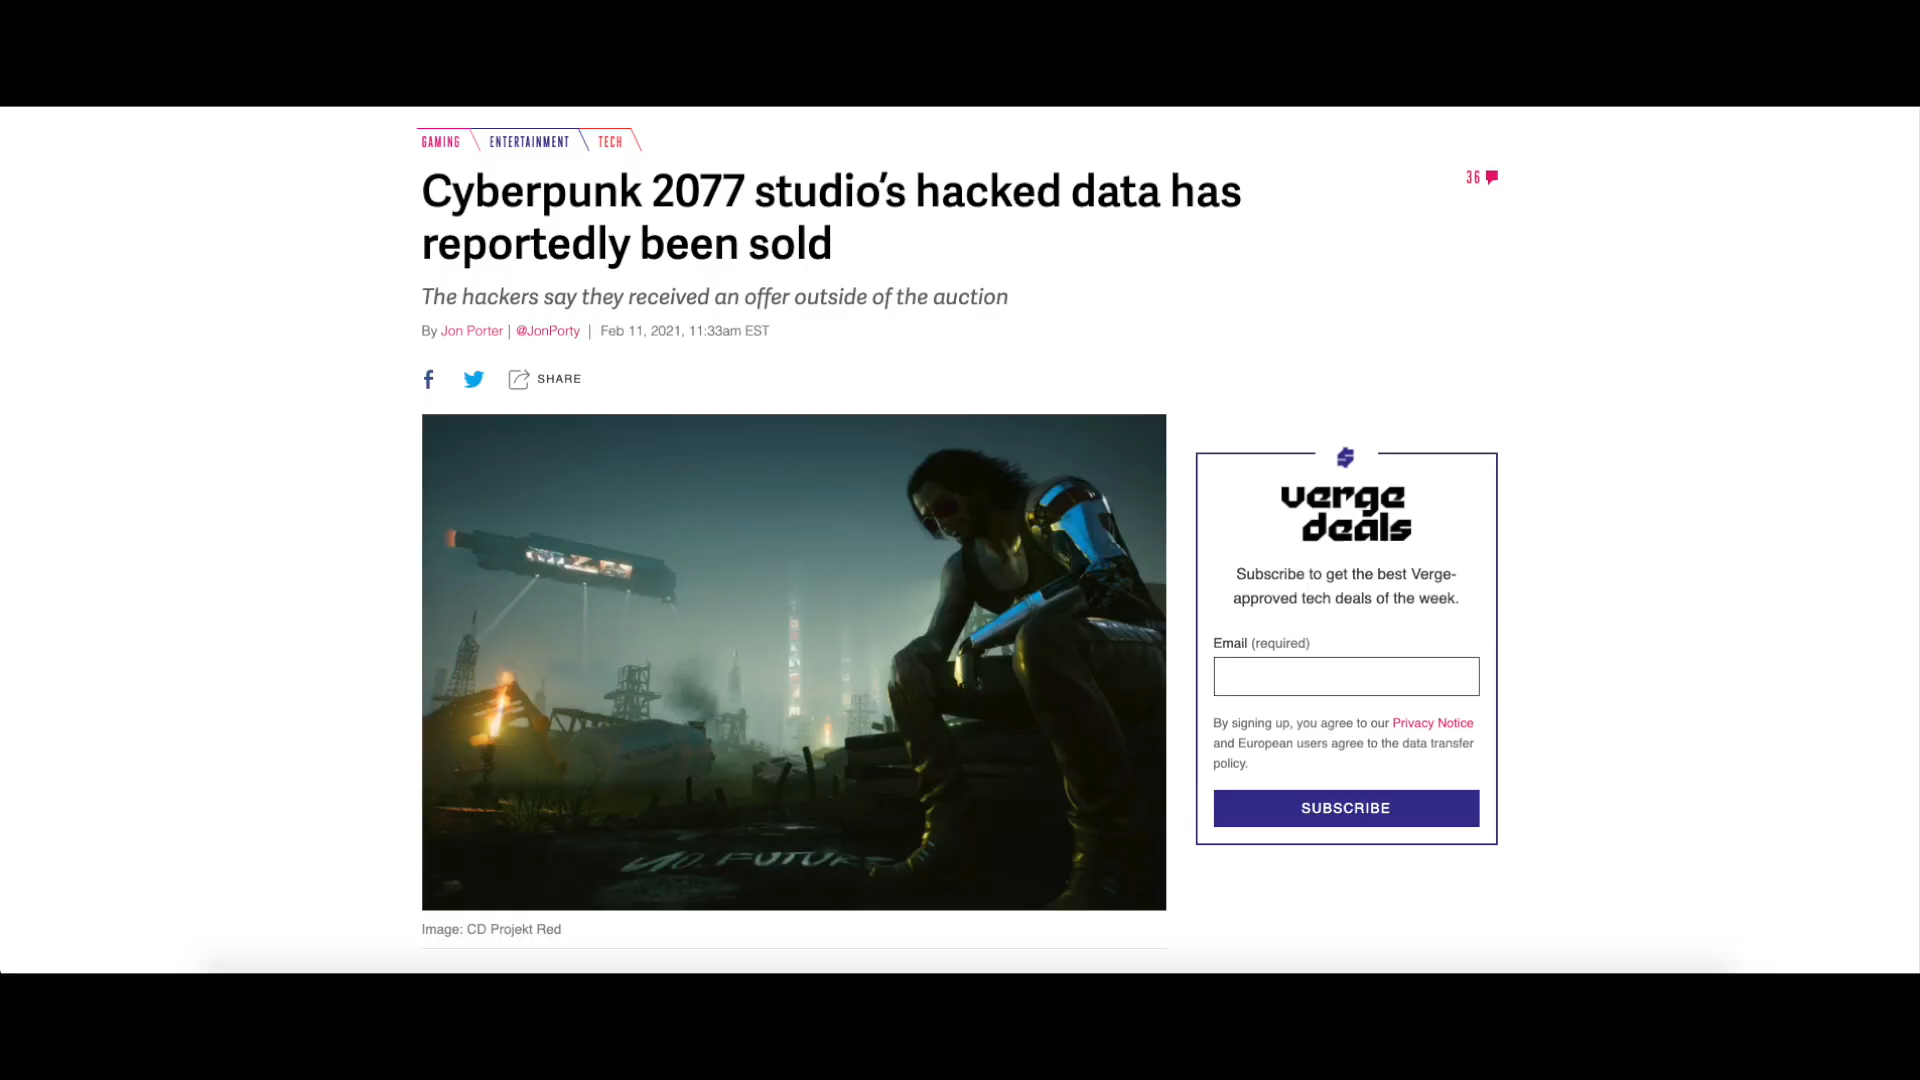 GAMING ENTERTAINMENT TECH
Cyberpunk 2077 studio’s hacked data has
reportedly been sold
36
The hackers say they received an offer outside of the auction
By Jon Porter | @JonPorty | Feb 11, 2021, 11:33am EST
SHARE
NO FUTURE
Image: CD Projekt Red
verge
deals
Subscribe to get the best Verge-
approved tech deals of the week.
Email (required)
By signing up, you agree to our Privacy Notice
and European users agree to the data transfer
policy.
SUBSCRIBE